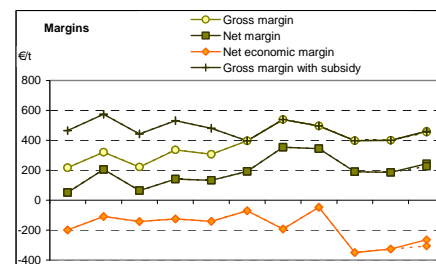 Margins
Gross margin
Net margin
Net economic margin
Gross margin with subsidy
€/t
800
600
400
200
0
-200
-400